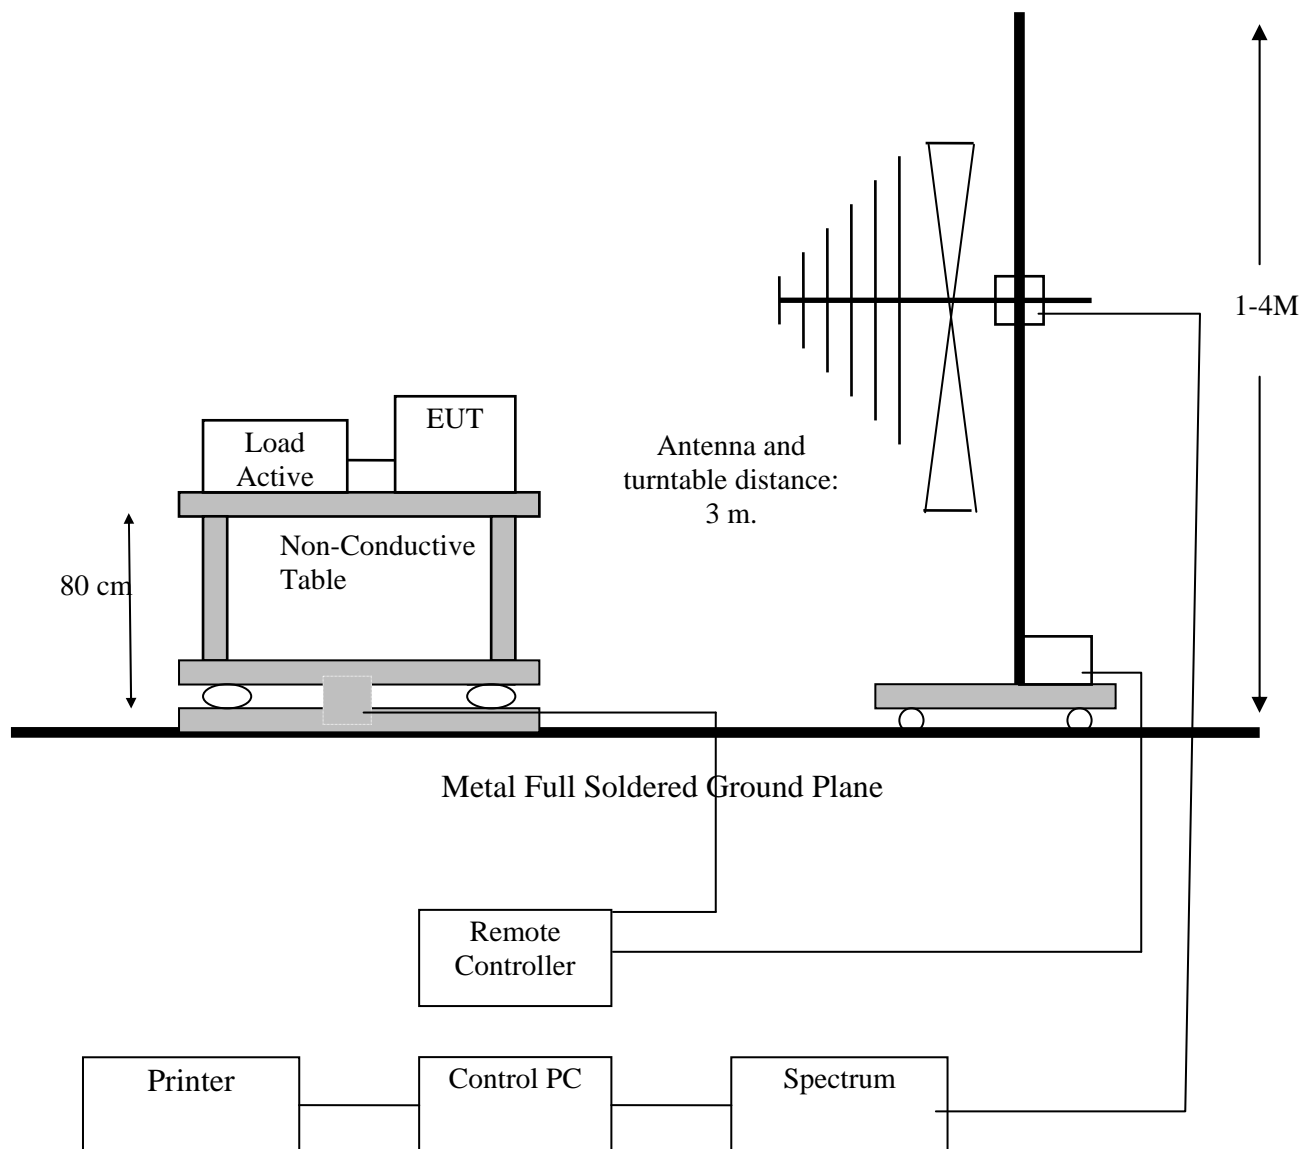 1-4M
EUT
Load
Active
Antenna and
turntable distance:
3 m.
Non-Conductive
Table
80 cm
Metal Full Soldered Ground Plane
Remote
Controller
Printer
Control PC
Spectrum